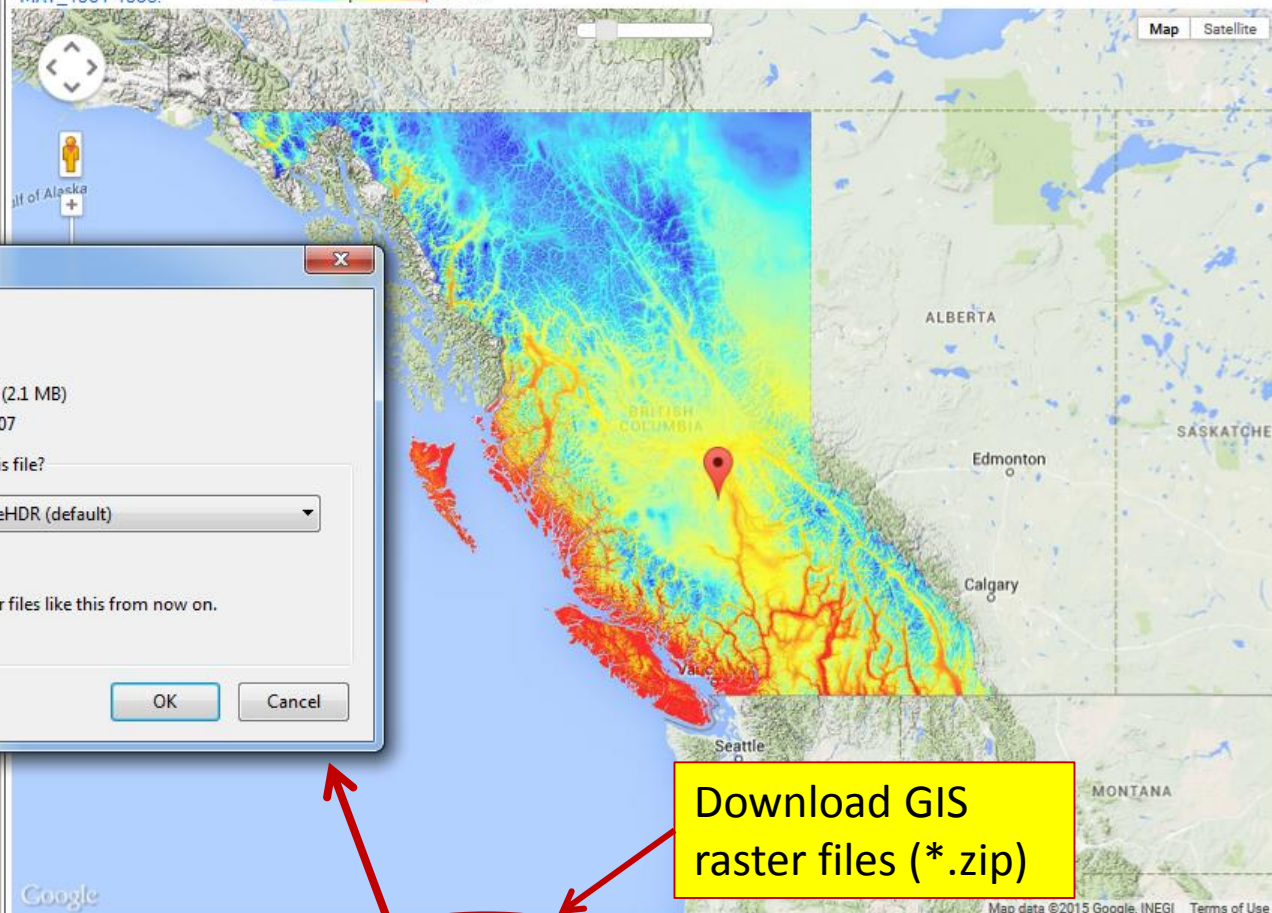 Map Satellite
lf of Alaska
+
x
(2.1 MB)
07
is file?
eHDR (default)
r files like this from now on.
OK Cancel
BRITISH
COLUMBIA
ALBERTA
SASKATCHE
Edmonton
Calgary
Vanc
Seattle
MONTANA
Download GIS
raster files (*.zip)
Google
Map data ©2015 Google, INEGI Terms of Use